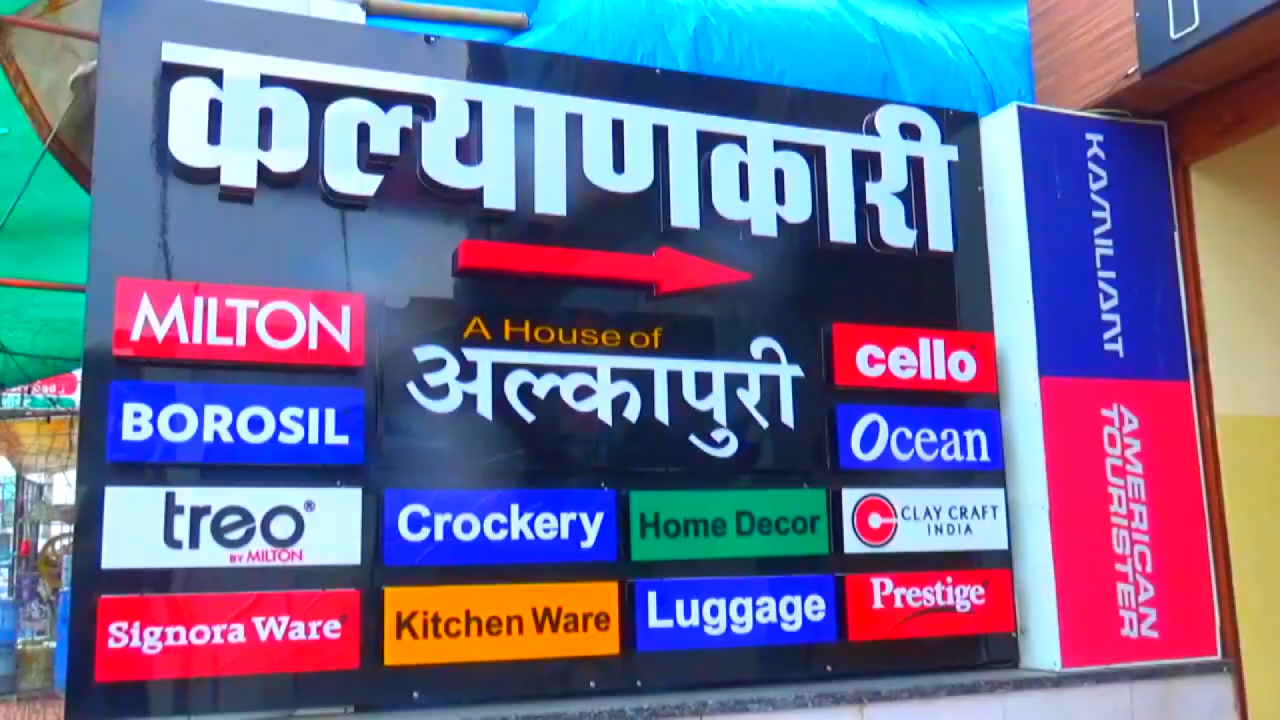 कल्याणकारी
MILTON
A House of
अल्कापुरी
cello
BOROSIL
Ocean
treo®
BY MILTON
Crockery
Home Decor
CLAY CRAFT
INDIA
Signora Ware
Kitchen Ware
Luggage
Prestige
KAMILIANT
AMERICAN
TOURISTER